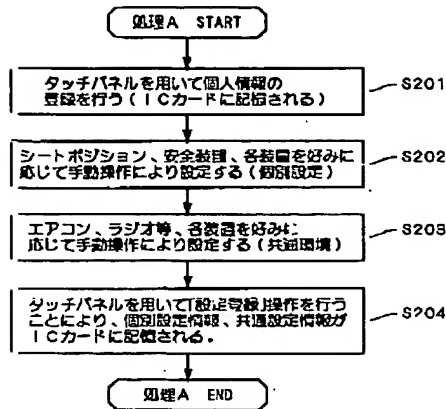 処理A START
タッチパネルを用いて個人情報の
登録を行う(ICカードに記憶される)
S201
シートポジション、安全装置、各装置を好みに
応じて手動操作により設定する(個別設定)
S202
エアコン、ラジオ等、各装置を好みに
応じて手動操作により設定する(共通環境)
S203
タッチパネルを用いて「設定登録」操作を行う
ことにより、個別設定情報、共通設定情報が
ICカードに記憶される。
S204
処理A END